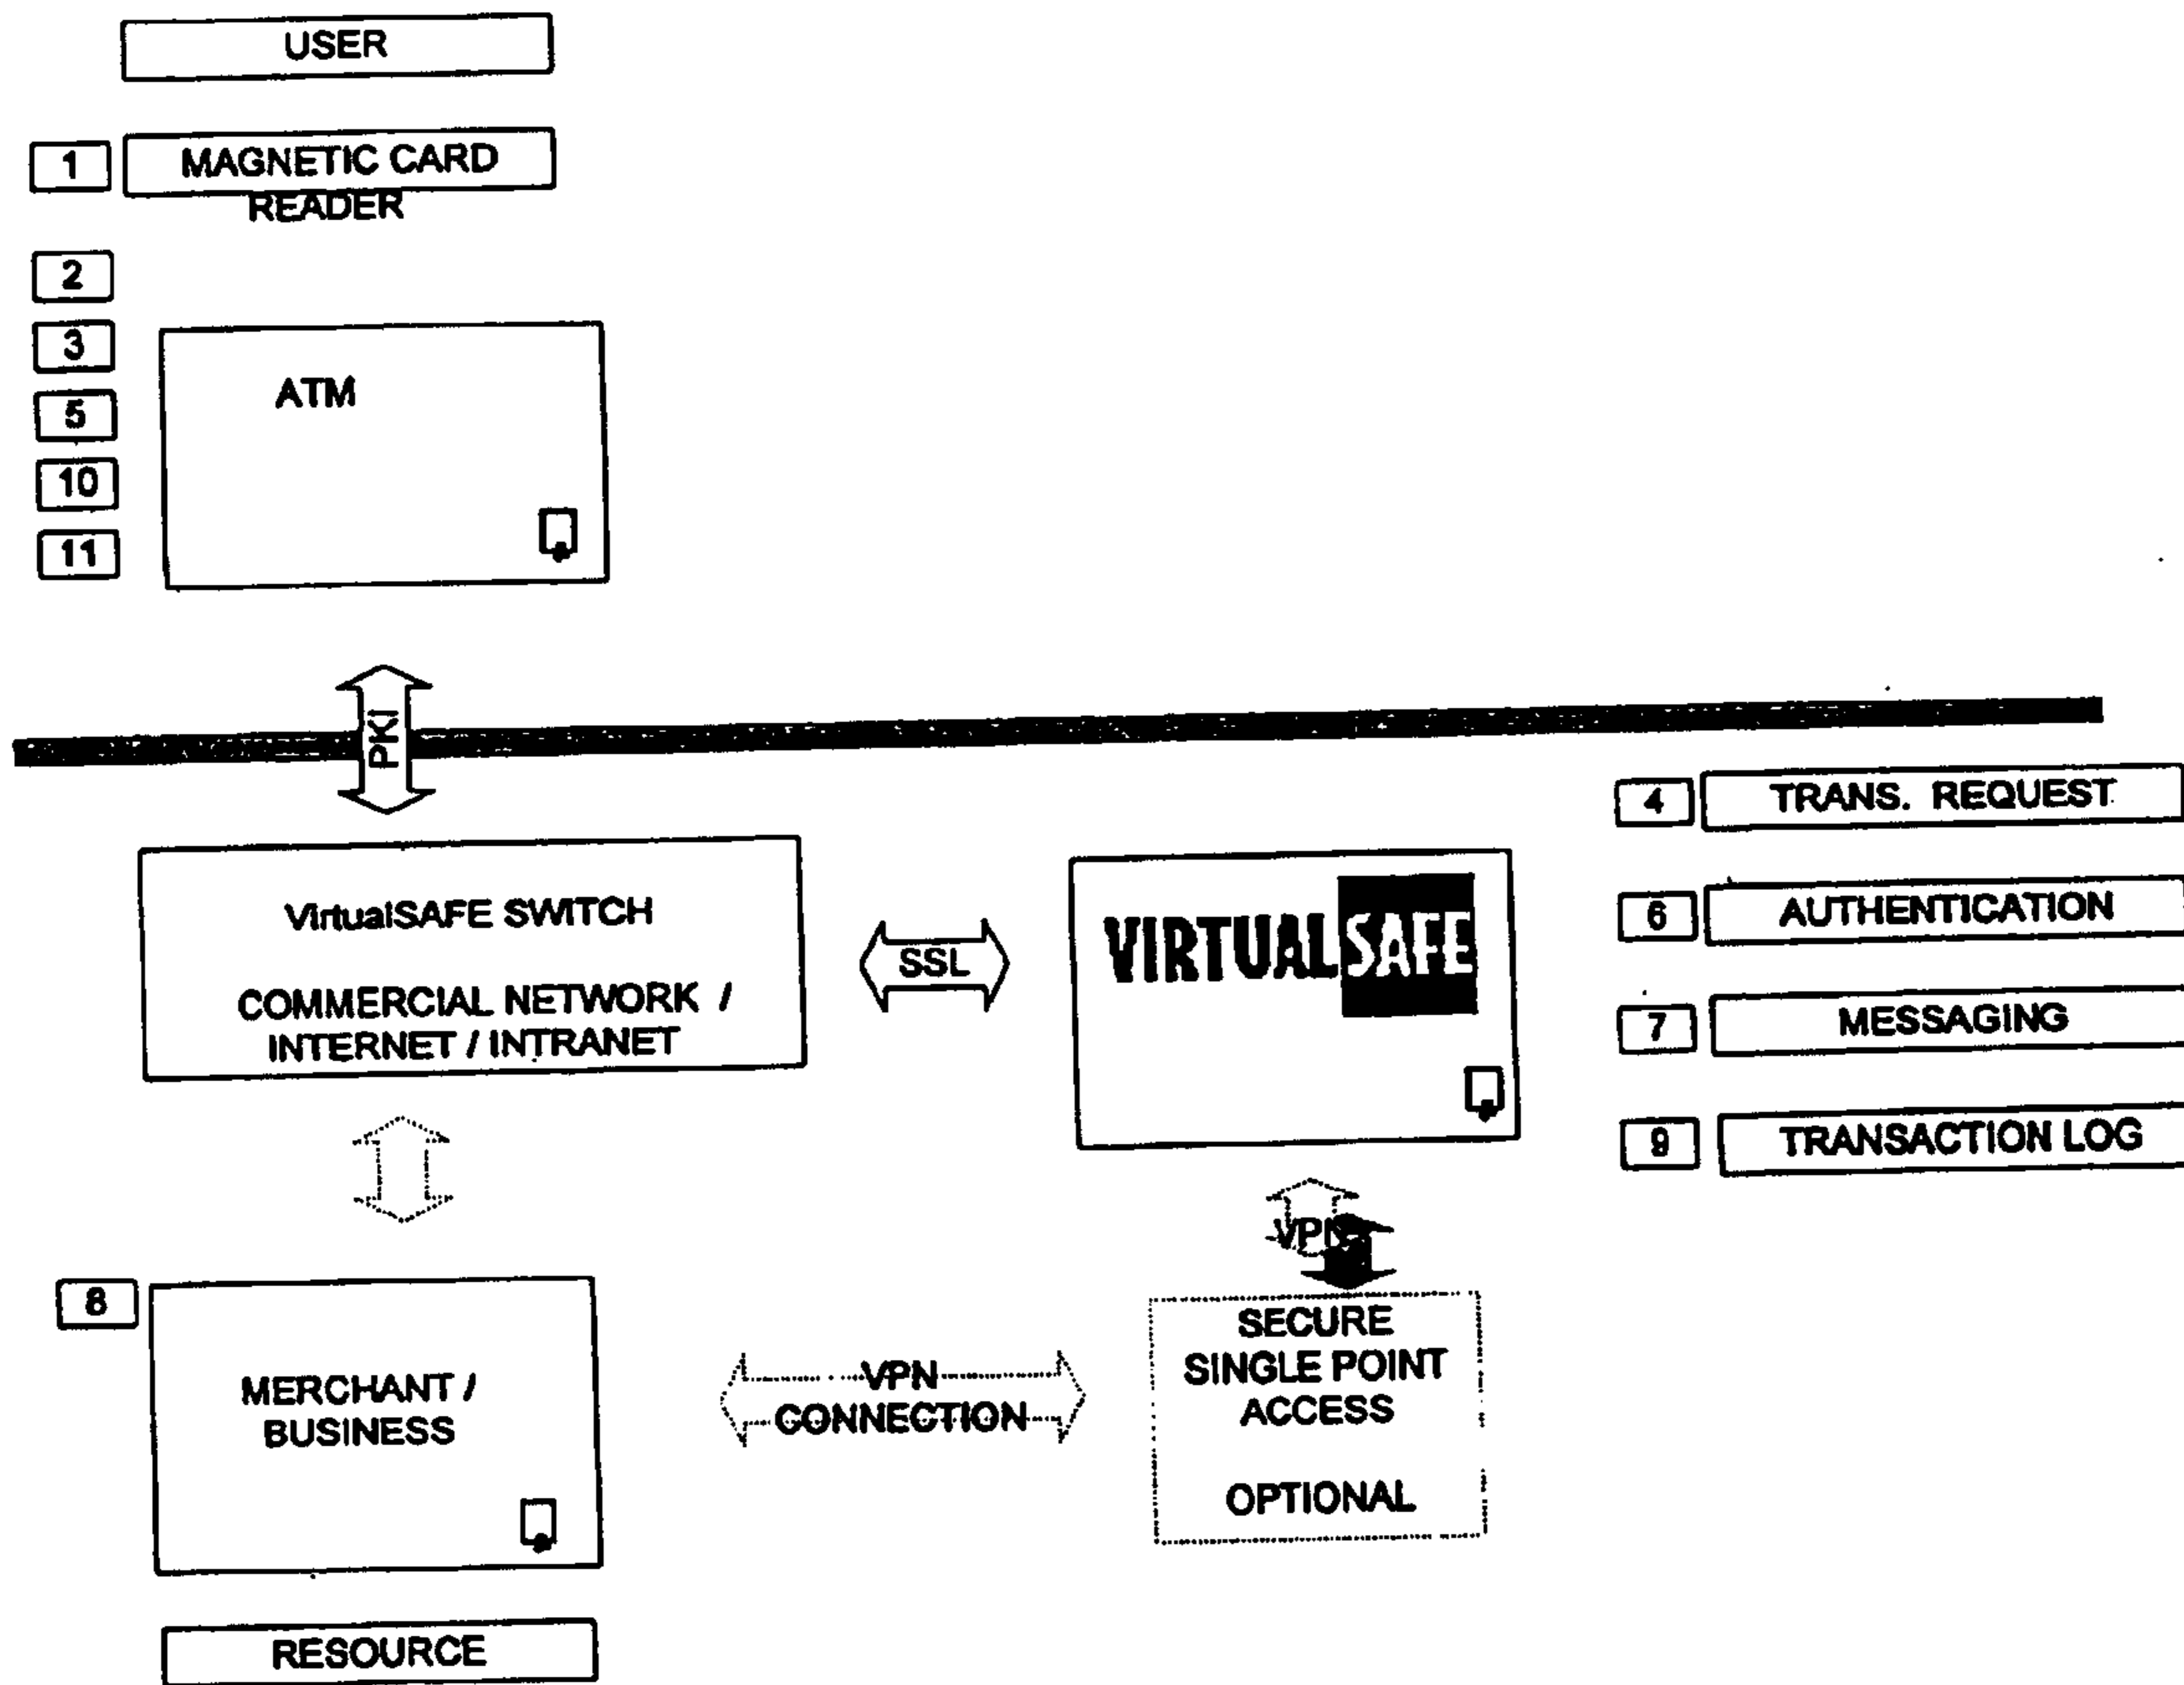 USER
1
MAGNETIC CARD
READER
2
3
5
10
11
ATM
PKI
4
TRANS. REQUEST
VirtualSAFE SWITCH
COMMERCIAL NETWORK /
INTERNET / INTRANET
SSL
VIRTUALSAFE
6
AUTHENTICATION
7
MESSAGING
9
TRANSACTION LOG
VPN
8
MERCHANT /
BUSINESS
VPN
CONNECTION
SECURE
SINGLE POINT
ACCESS
OPTIONAL
RESOURCE